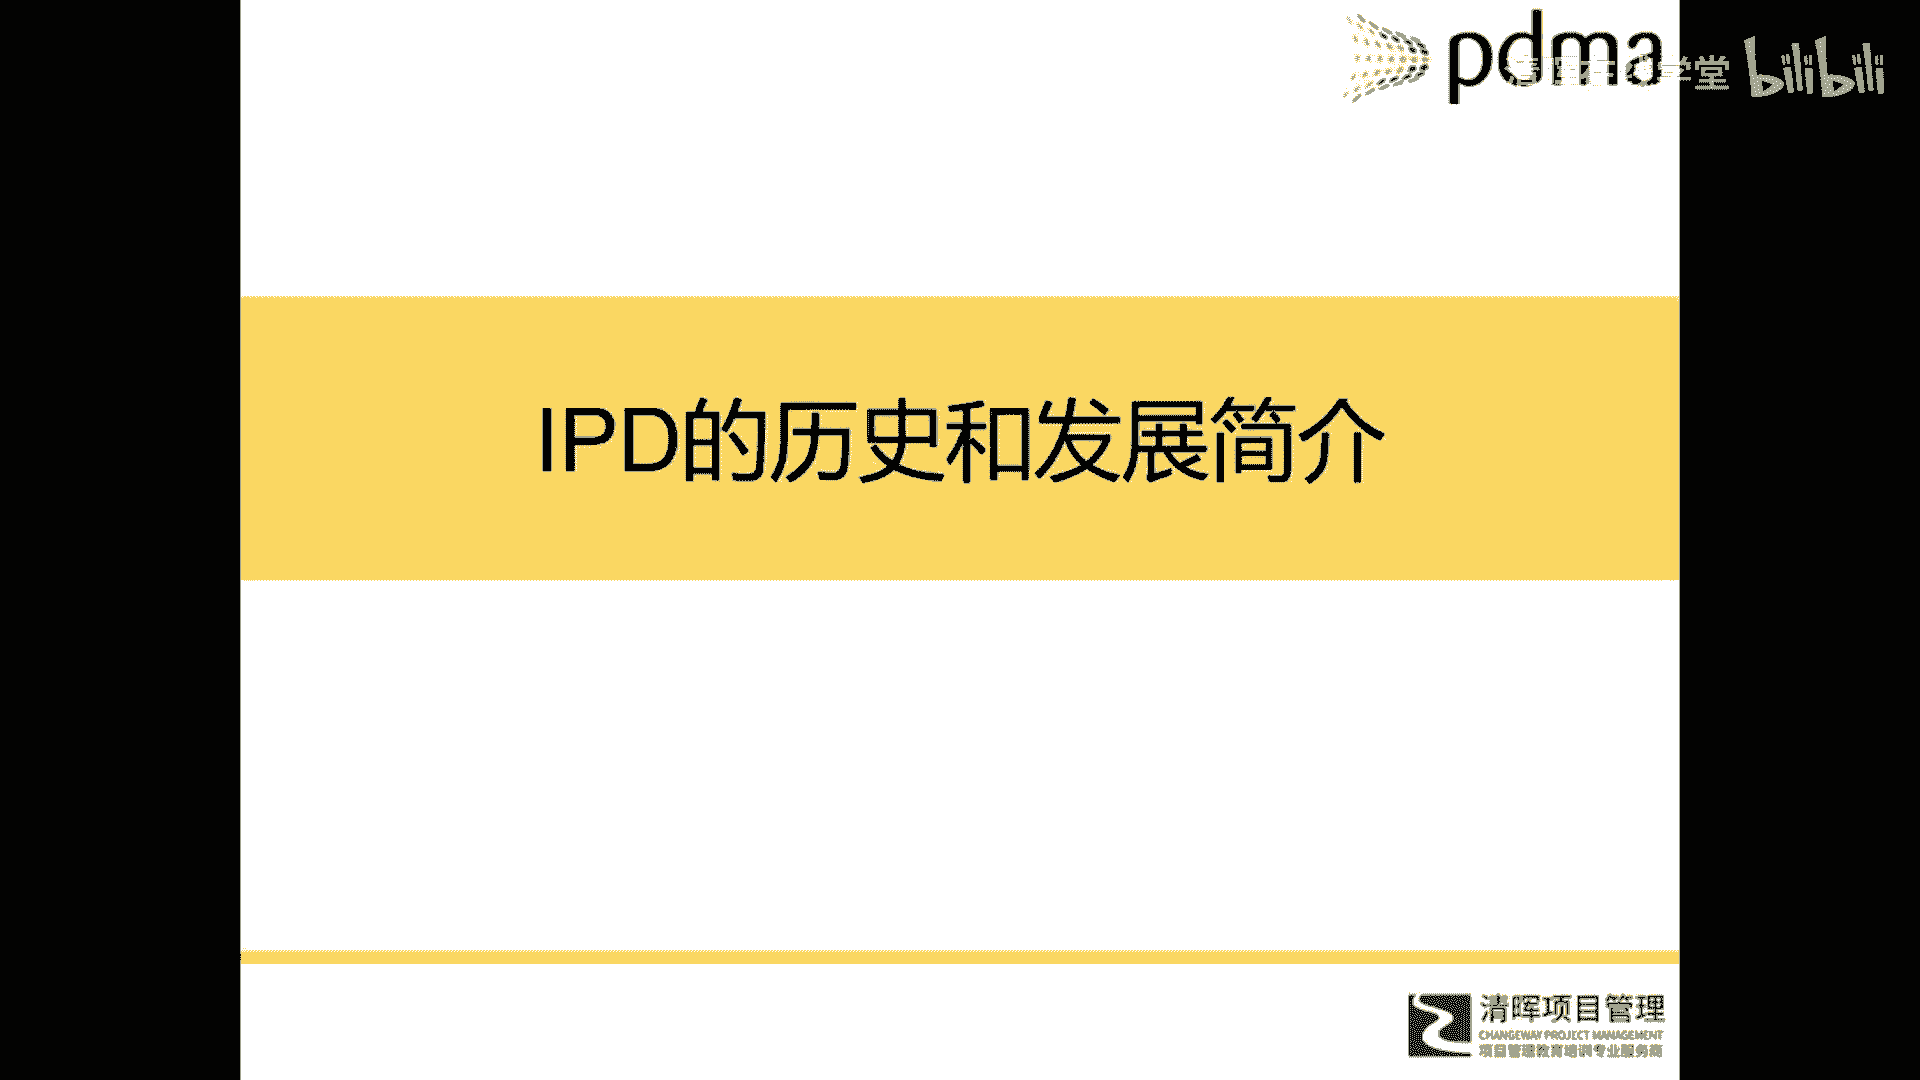 pdma
清晖在线学堂 bilibili
IPD的历史和发展简介
清晖项目管理
CHANGEWAY PROJECT MANAGEMENT
项目管理教育培训专业服务商